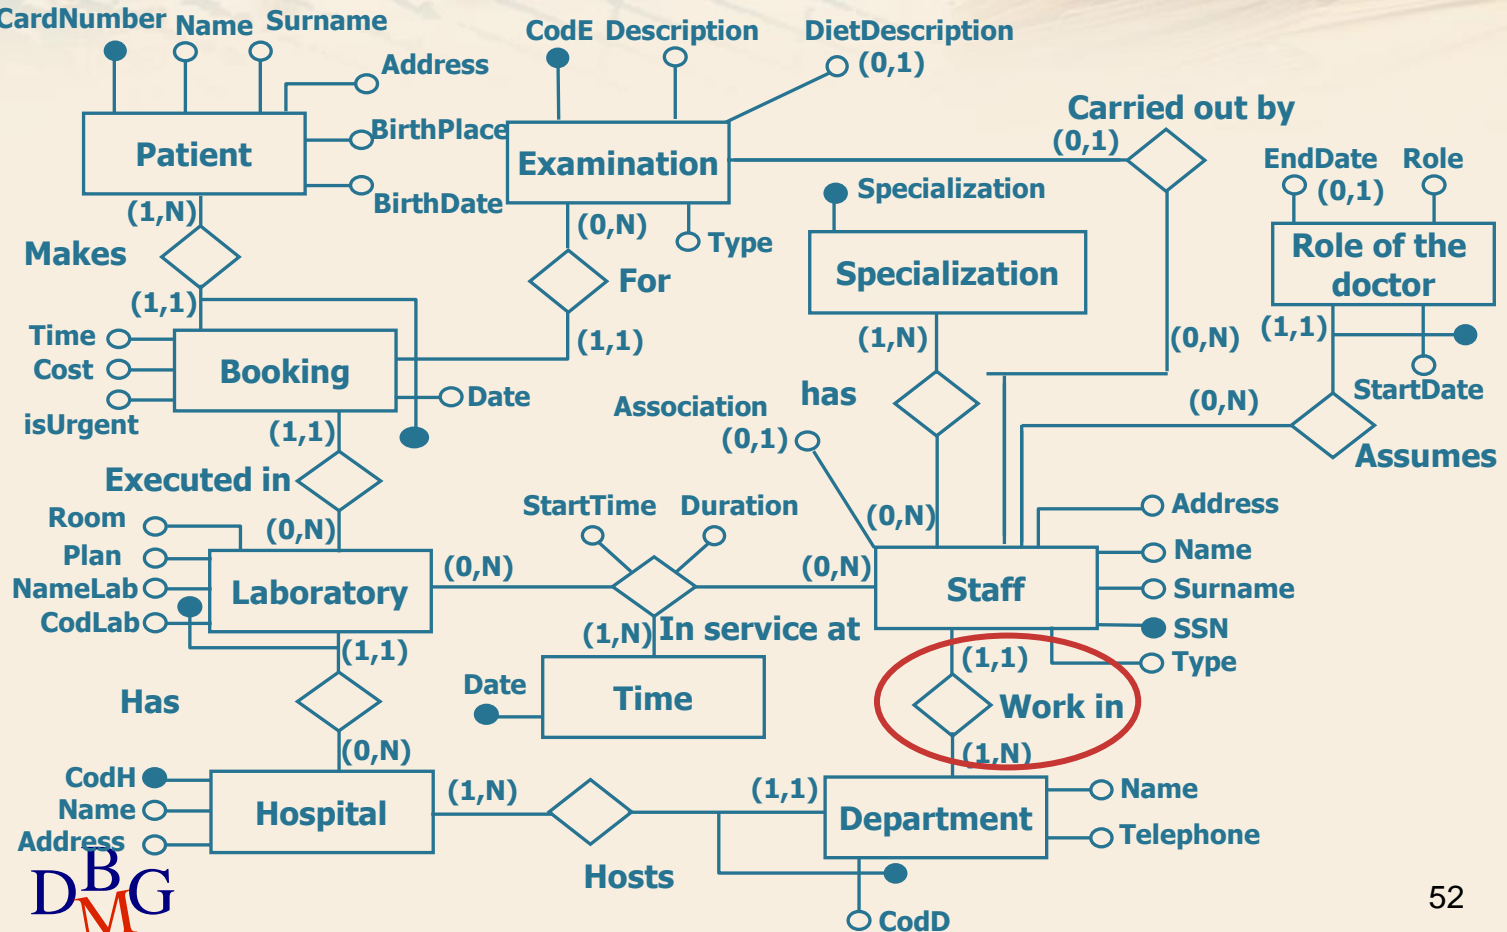 CardNumber
Name
Surname
CodE
Description
DietDescription
(0,1)
Address
Carried out by
(0,1)
Patient
BirthPlace
Examination
EndDate
(0,1)
Role
Specialization
BirthDate
(1,N)
(0,N)
Type
Makes
For
Specialization
Role of the
doctor
(1,1)
(1,1)
(1,N)
(0,N)
(1,1)
Time
Cost
isUrgent
Booking
Date
StartDate
(1,1)
Association
(0,1)
has
(0,N)
Assumes
Executed in
Room
Plan
NameLab
CodLab
(0,N)
StartTime
Duration
(0,N)
Address
Name
Surname
SSN
Type
Laboratory
(0,N)
(0,N)
Staff
(1,N)
In service at
(1,1)
(1,1)
Has
Date
Time
Work in
(0,N)
(1,N)
CodH
Name
Address
Hospital
(1,N)
(1,1)
Department
Name
Telephone
Hosts
CodD
DBMG
52